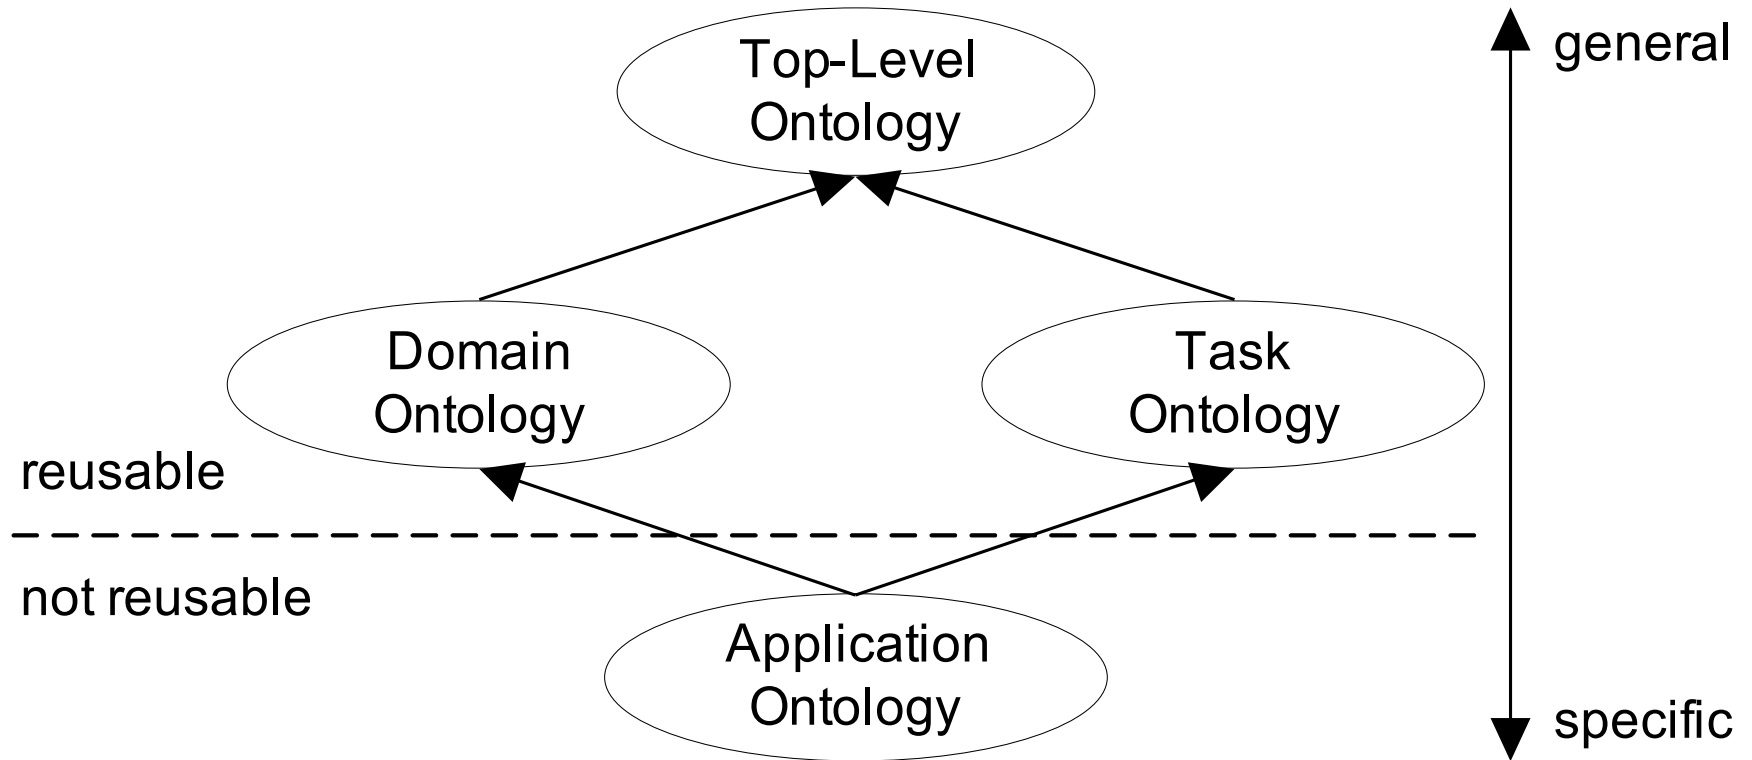 Top-Level
Ontology
general
Domain
Ontology
Task
Ontology
reusable
not reusable
Application
Ontology
specific